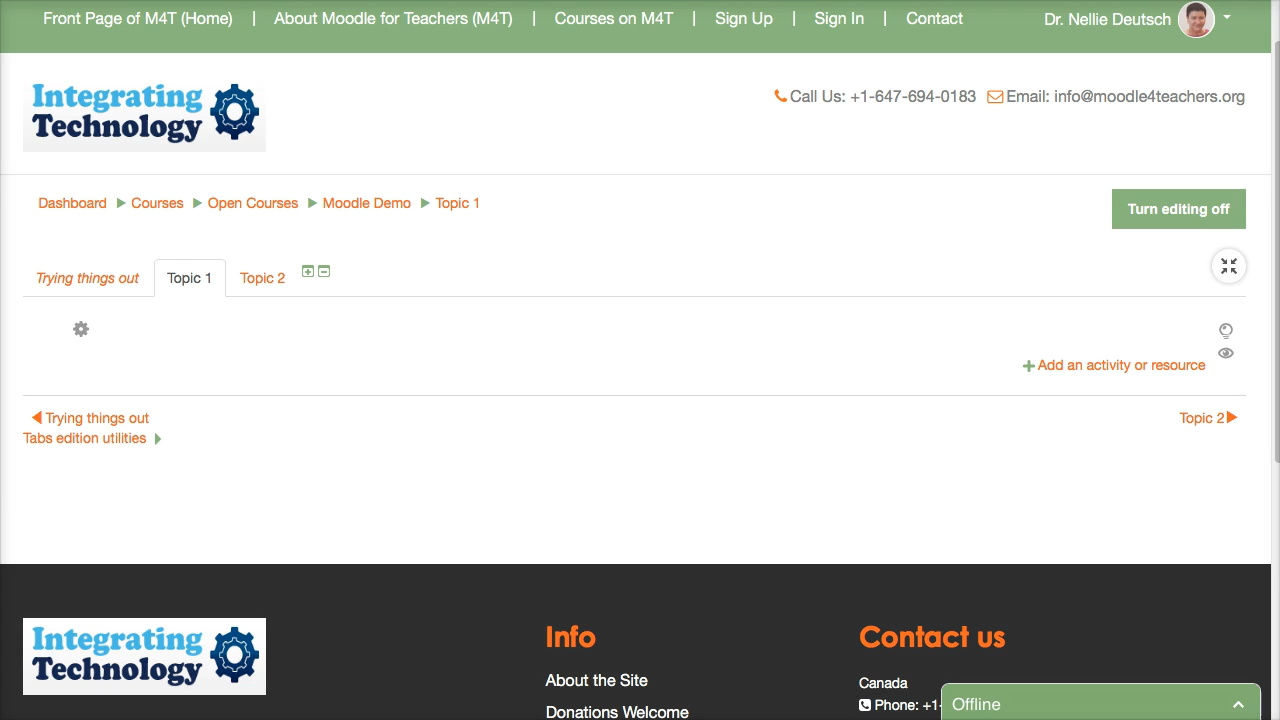 Front Page of M4T (Home) | About Moodle for Teachers (M4T) | Courses on M4T | Sign Up | Sign In | Contact Dr. Nellie Deutsch
Integrating
Technology
Call Us: +1-647-694-0183 Email: info@moodle4teachers.org
Dashboard Courses Open Courses Moodle Demo Topic 1
Turn editing off
Trying things out Topic 1 Topic 2
Add an activity or resource
Trying things out Topic 2
Tabs edition utilities
Integrating
Technology
Info
About the Site
Donations Welcome
Contact us
Canada
Phone: +1-
Offline